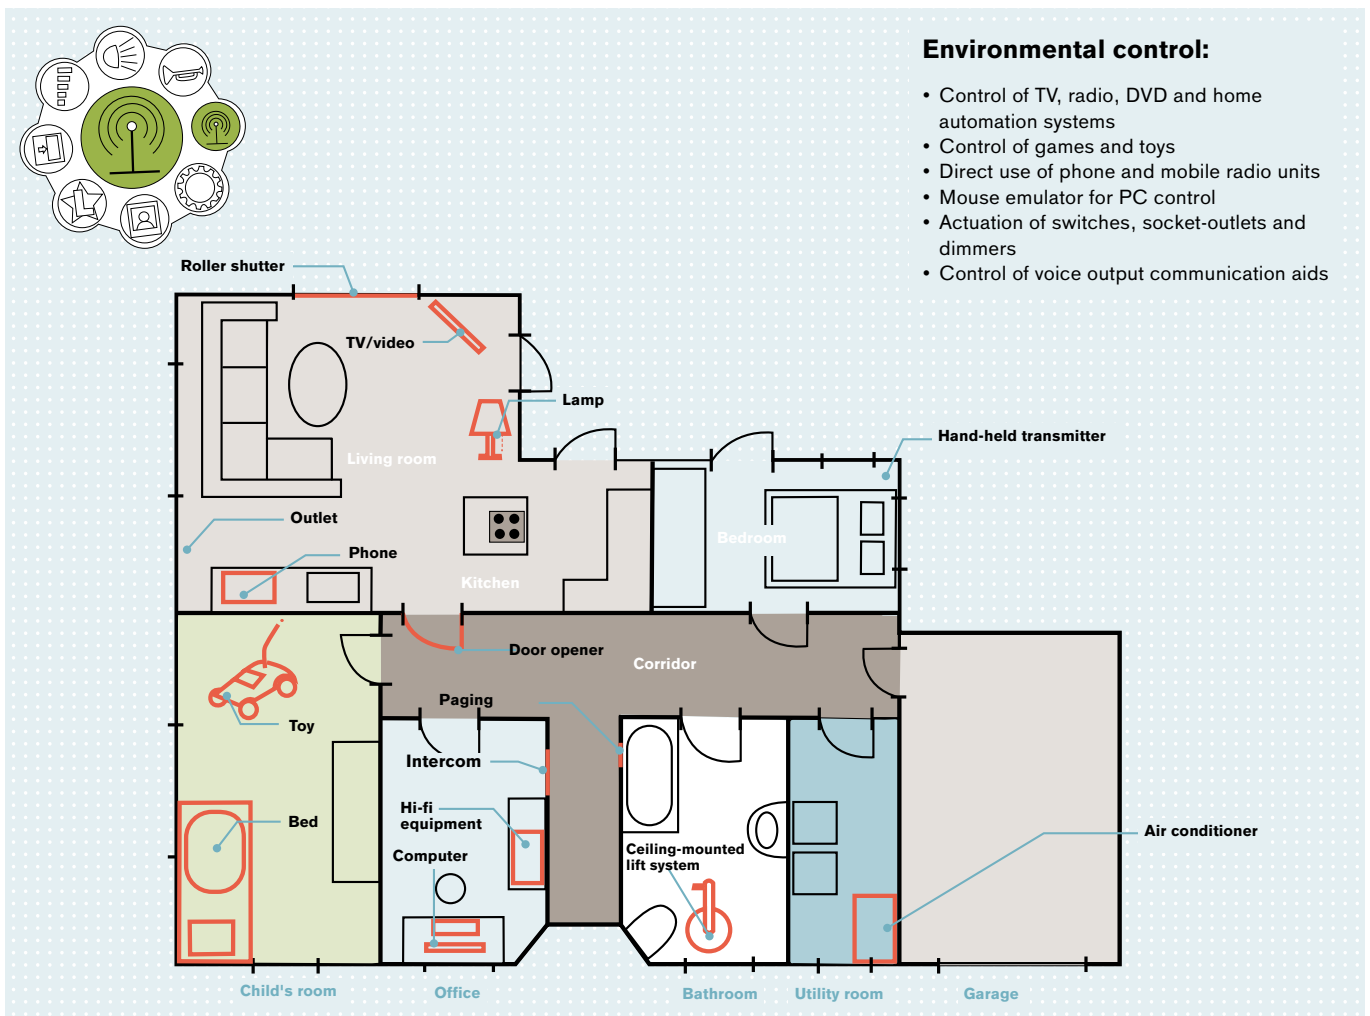 Environmental control:
• Control of TV, radio, DVD and home
automation systems
• Control of games and toys
• Direct use of phone and mobile radio units
• Mouse emulator for PC control
• Actuation of switches, socket-outlets and
dimmers
• Control of voice output communication aids
Roller shutter
TV/video
Lamp
Hand-held transmitter
Living room
Outlet
Bedroom
Phone
Kitchen
Door opener
Corridor
Paging
Toy
Intercom
Hi-fi
equipment
Bed
Air conditioner
Ceiling-mounted
lift system
Computer
Child's room
Office
Bathroom
Utility room
Garage